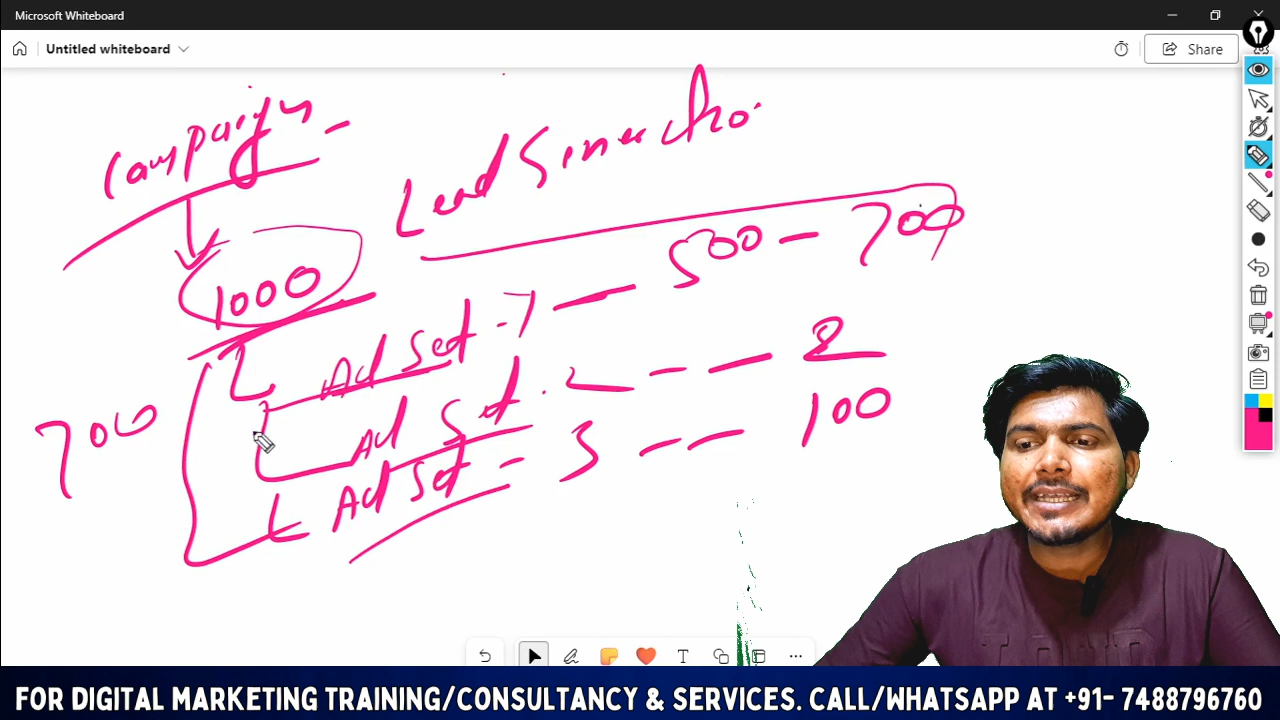 Microsoft Whiteboard
Untitled whiteboard
Share
Campaign -
Lead Generation
1000
Ad Set - 1 — 500 - 700
Ad Set - 2 - — 2
Ad Set - 3 — — 100
700
T
FOR DIGITAL MARKETING TRAINING/CONSULTANCY & SERVICES. CALL/WHATSAPP AT +91- 7488796760